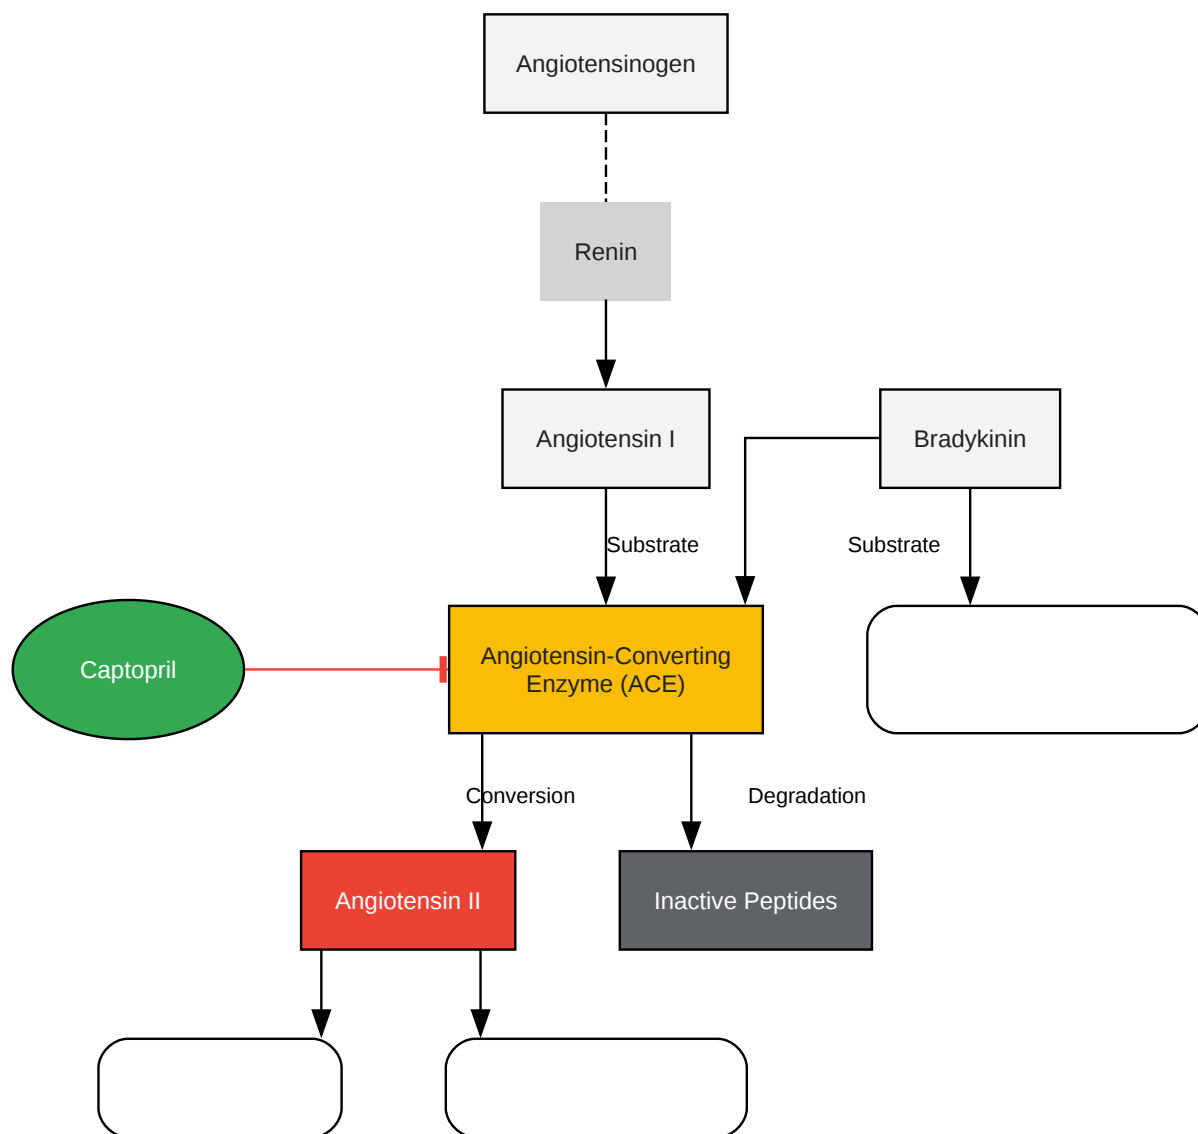 Angiotensinogen
Renin
Angiotensin I
Bradykinin
Substrate
Substrate
Captopril
Angiotensin-Converting
Enzyme (ACE)
Conversion
Degradation
Angiotensin II
Inactive Peptides